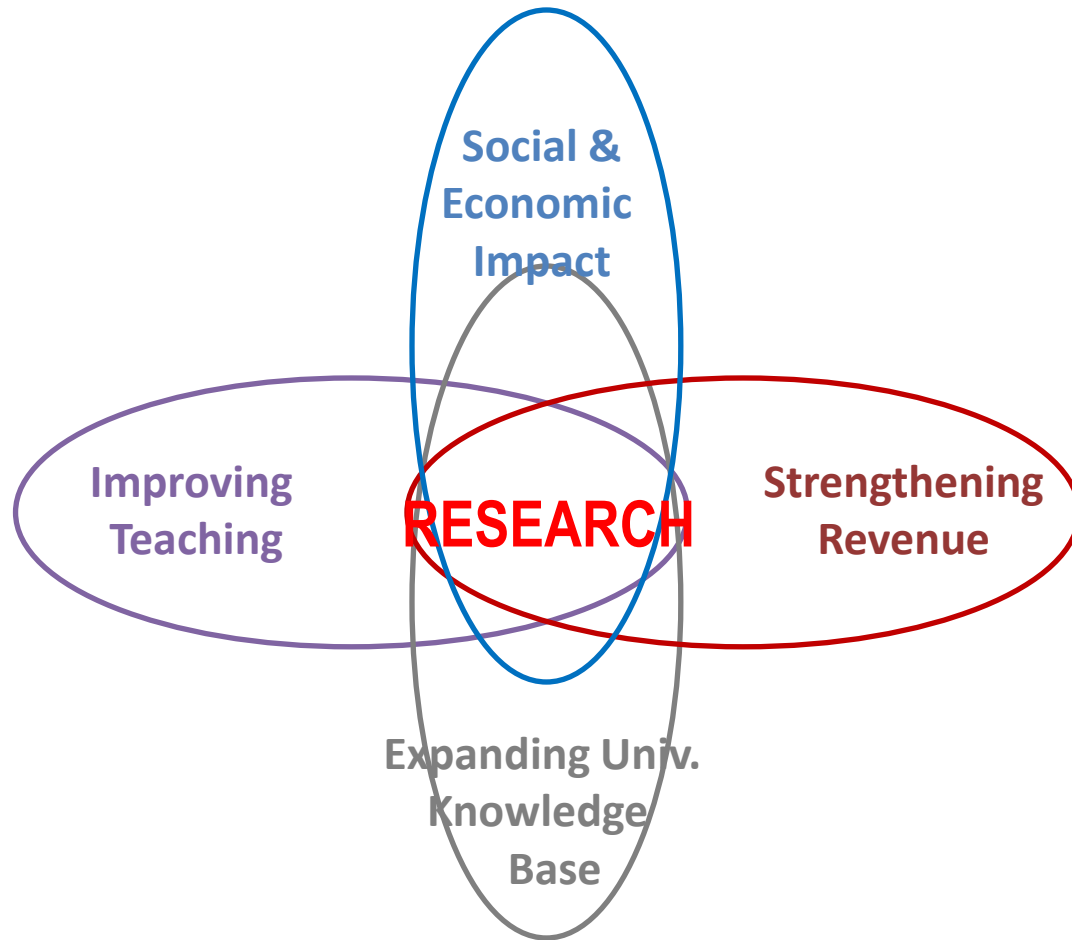 Social &
Economic
Impact
Improving
Teaching
RESEARCH
Strengthening
Revenue
Expanding Univ.
Knowledge
Base